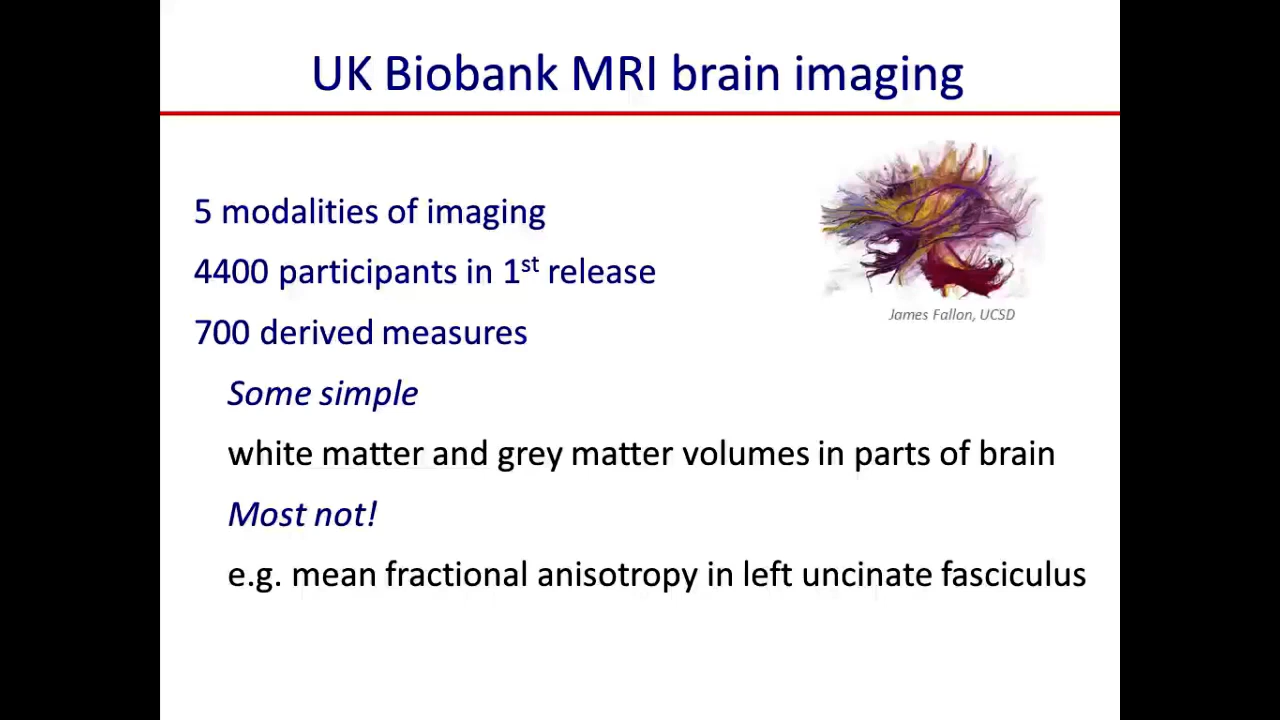 UK Biobank MRI brain imaging
5 modalities of imaging
4400 participants in 1st release
James Fallon, UCSD
700 derived measures
Some simple
white matter and grey matter volumes in parts of brain
Most not!
e.g. mean fractional anisotropy in left uncinate fasciculus